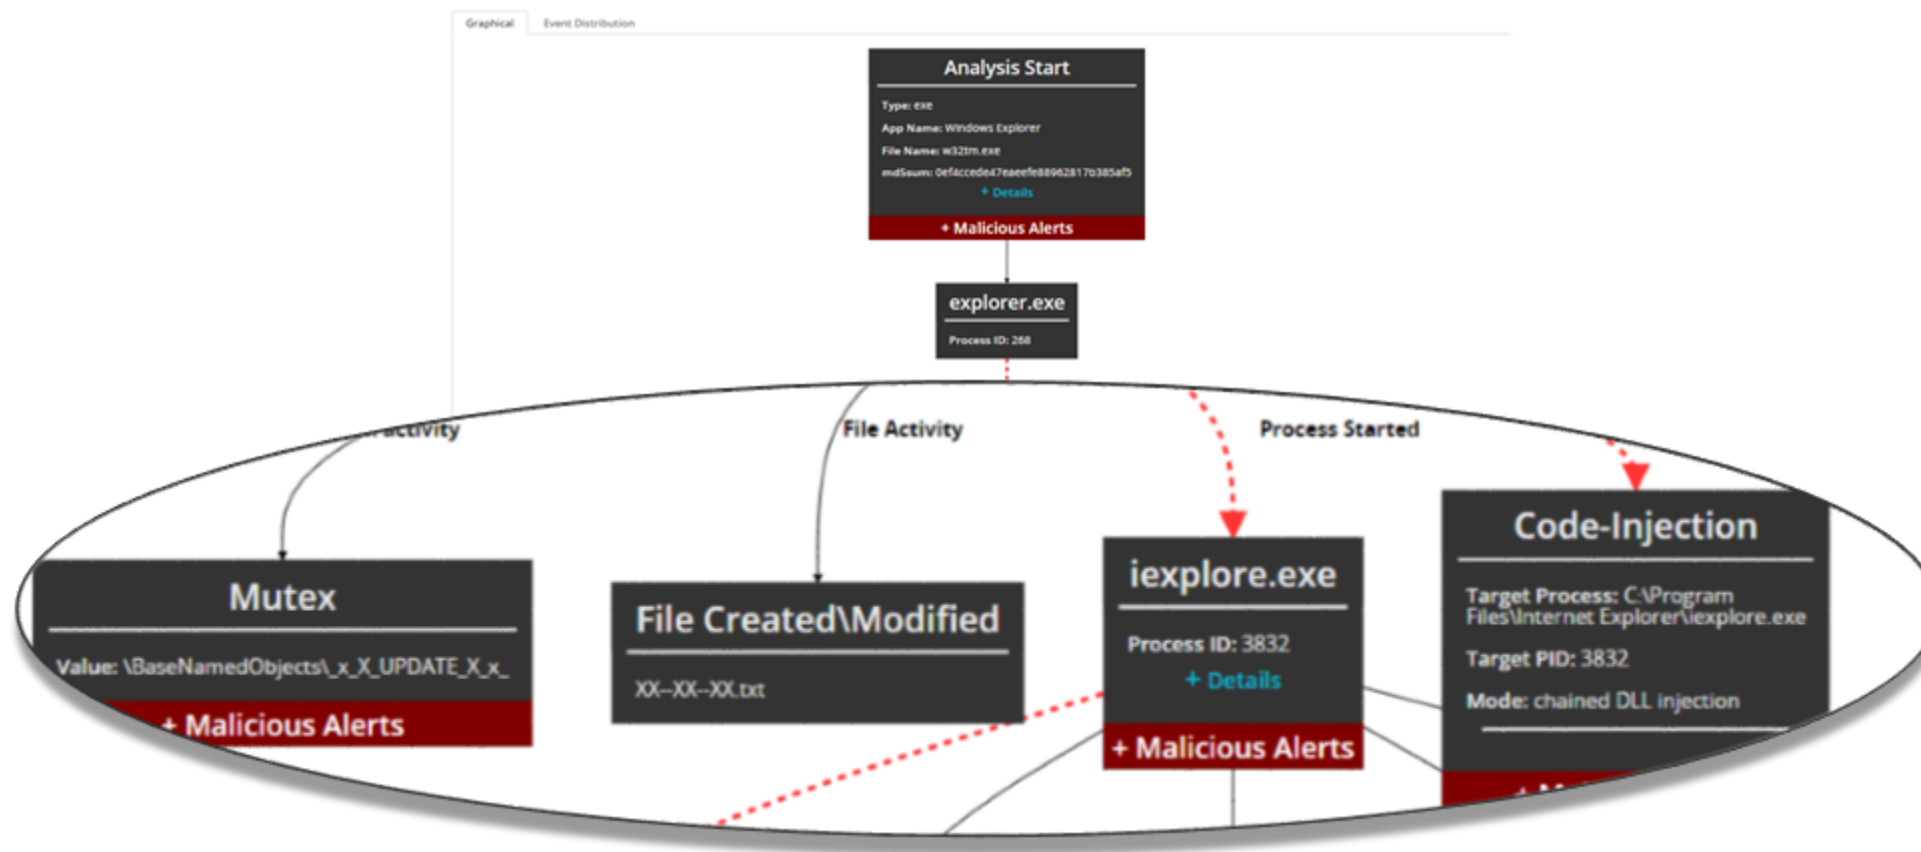 Graphical
Event Distribution
Analysis Start
Type: exe
App Name: Windows Explorer
File Name: w32tm.exe
md5sum: 0ef4ccede47eaeefe88962817b385af5
+ Details
+ Malicious Alerts
explorer.exe
Process ID: 268
activity
File Activity
Process Started
Mutex
Value: \BaseNamedObjects\_x_X_UPDATE_X_x_
+ Malicious Alerts
File Created\Modified
XX--XX--XX.txt
iexplore.exe
Process ID: 3832
+ Details
+ Malicious Alerts
Code-Injection
Target Process: C:\Program
Files\Internet Explorer\iexplore.exe
Target PID: 3832
Mode: chained DLL injection